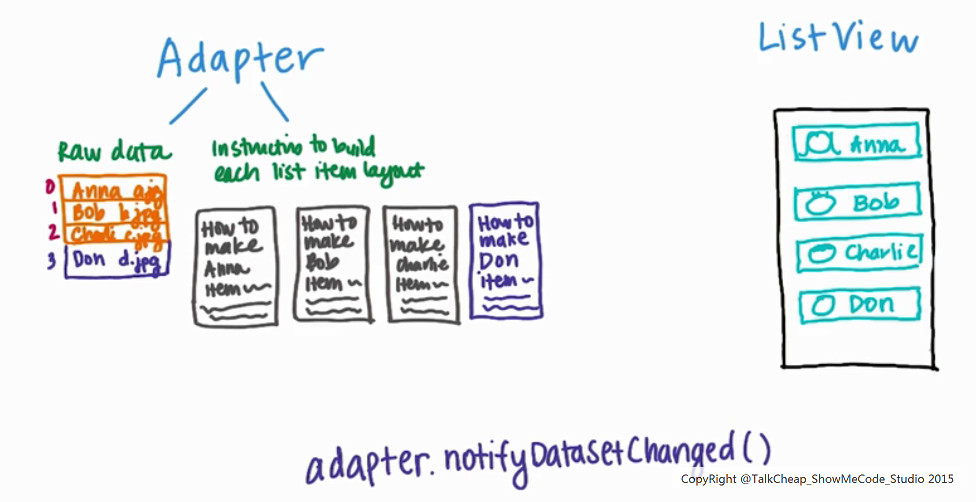 Adapter
ListView
Raw data
Instructino to build
each list item layout
0 Anna a.jpg
1 Bob b.jpg
2 Charli c.jpg
3 Don d.jpg
How to
make
Anna
Item
How to
make
Bob
Item
How to
make
Charlie
Item
How to
make
Don
item
Anna
Bob
Charlie
Don
adapter.notifyDataSetChanged()
CopyRight @TalkCheap_ShowMeCode_Studio 2015